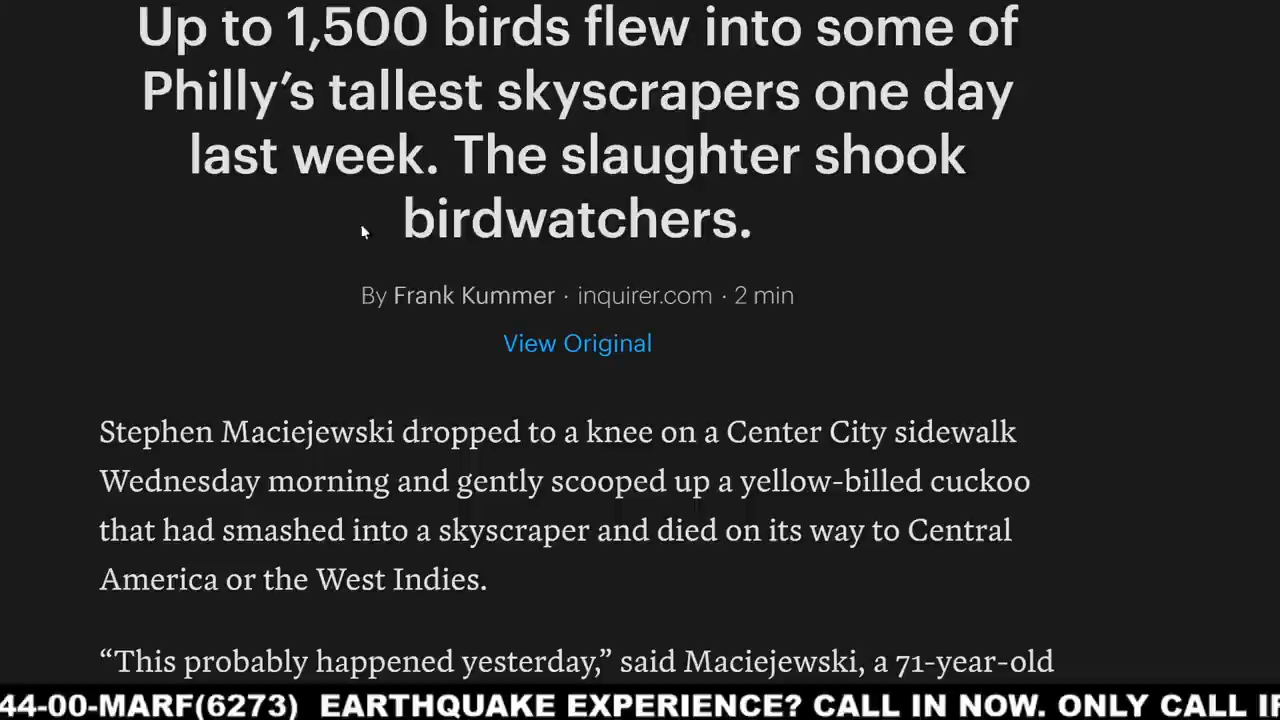 Up to 1,500 birds flew into some of
Philly’s tallest skyscrapers one day
last week. The slaughter shook
birdwatchers.
By Frank Kummer · inquirer.com · 2 min
View Original
Stephen Maciejewski dropped to a knee on a Center City sidewalk
Wednesday morning and gently scooped up a yellow-billed cuckoo
that had smashed into a skyscraper and died on its way to Central
America or the West Indies.
“This probably happened yesterday,” said Maciejewski, a 71-year-old
44-00-MARF(6273) EARTHQUAKE EXPERIENCE? CALL IN NOW. ONLY CALL